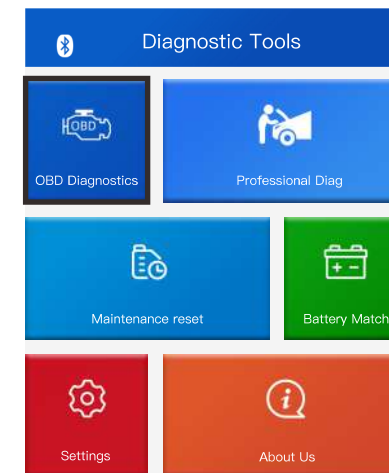 Diagnostic Tools
OBD
OBD Diagnostics
Professional Diag
Maintenance reset
Battery Match
Settings
About Us